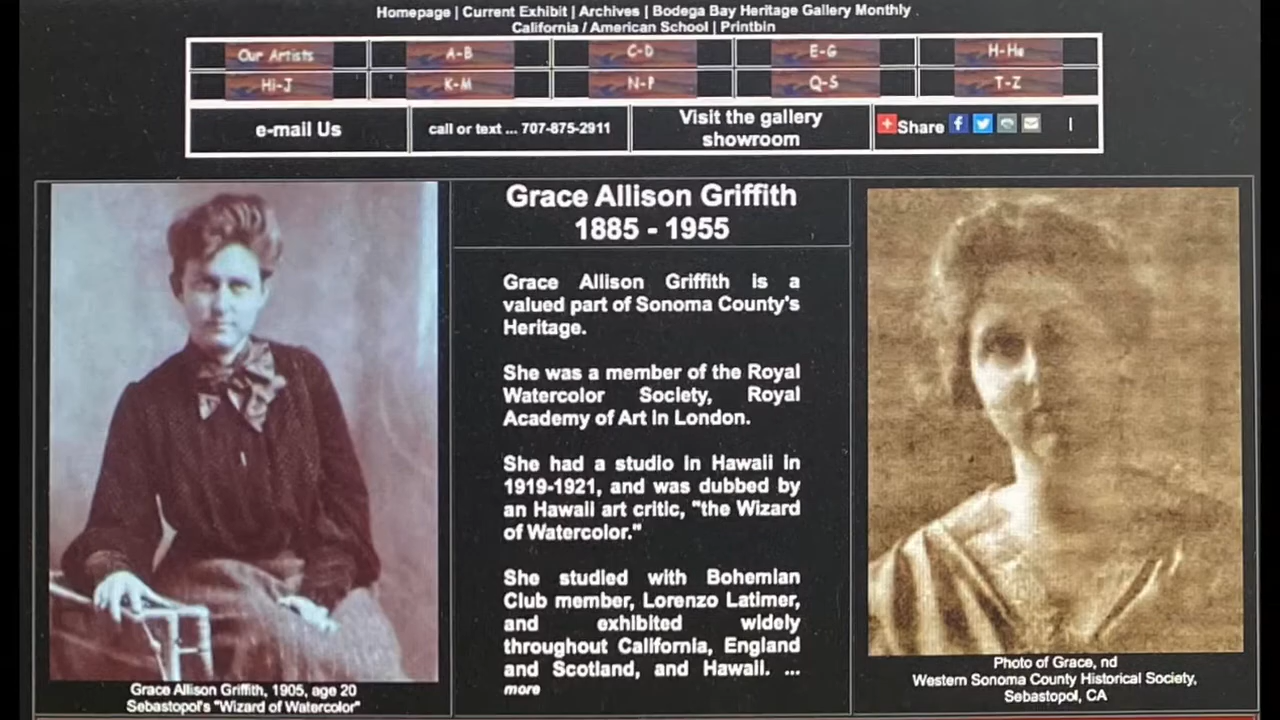 Homepage | Current Exhibit | Archives | Bodega Bay Heritage Gallery Monthly
California / American School | Printbin
Our Artists A-B C-D E-G H-He
Hi-J K-M N-P Q-S T-Z
e-mail Us
call or text ... 707-875-2911
Visit the gallery
showroom
Share
Grace Allison Griffith
1885 - 1955
Grace Allison Griffith is a
valued part of Sonoma County's
Heritage.
She was a member of the Royal
Watercolor Society, Royal
Academy of Art in London.
She had a studio in Hawaii in
1919-1921, and was dubbed by
an Hawaii art critic, "the Wizard
of Watercolor."
She studied with Bohemian
Club member, Lorenzo Latimer,
and exhibited widely
throughout California, England
and Scotland, and Hawaii. ...
more
Grace Allison Griffith, 1905, age 20
Sebastopol's "Wizard of Watercolor"
Photo of Grace, nd
Western Sonoma County Historical Society,
Sebastopol, CA